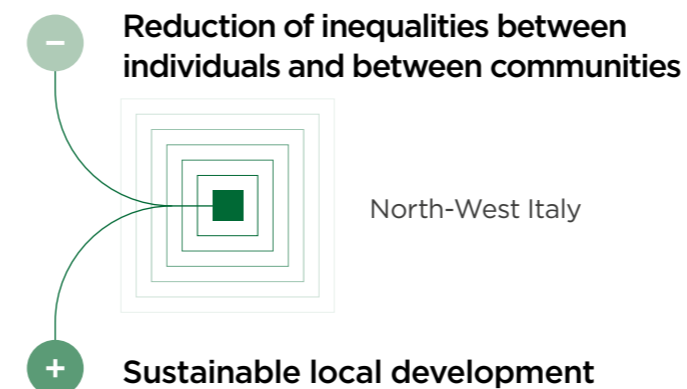 −
Reduction of inequalities between
individuals and between communities
North-West Italy
+
Sustainable local development